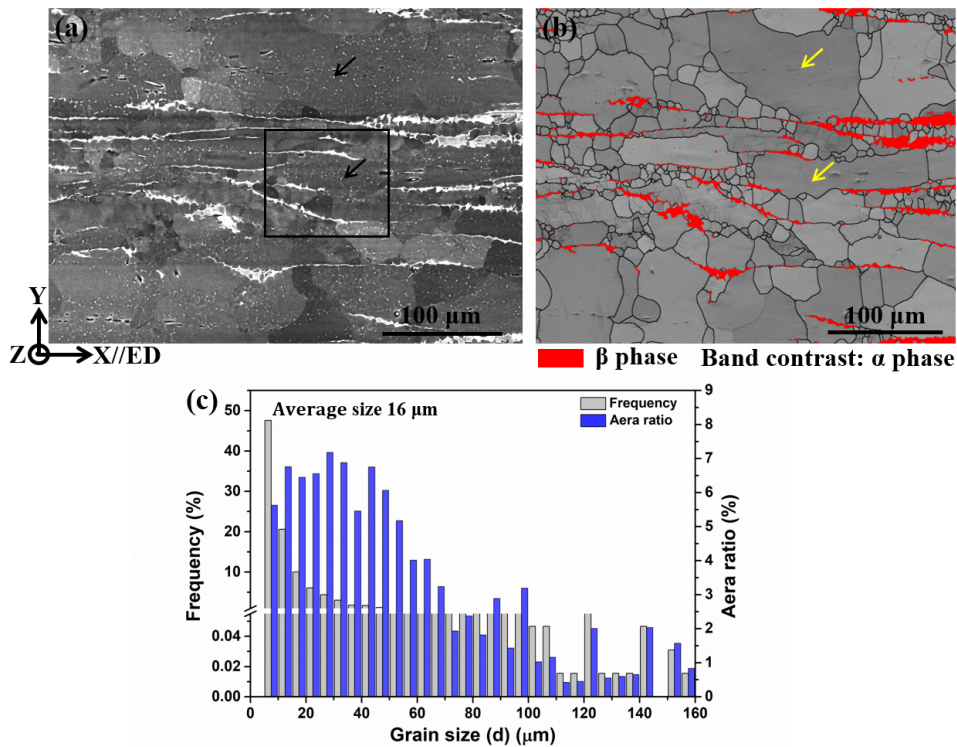 (a)
100 μm
Y
Z
X//ED
(b)
100 μm
β phase
Band contrast: α phase
(c)
Average size 16 μm
Frequency
Aera ratio
Frequency (%)
50
40
30
20
10
0.04
0.02
0.00
9
8
7
6
5
4
3
2
1
0
Aera ratio (%)
0 20 40 60 80 100 120 140 160
Grain size (d) (μm)